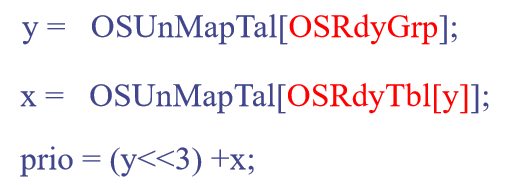 y = OSUnMapTal[OSRdyGrp];
x = OSUnMapTal[OSRdyTbl[y]];
prio = (y<<3) +x;